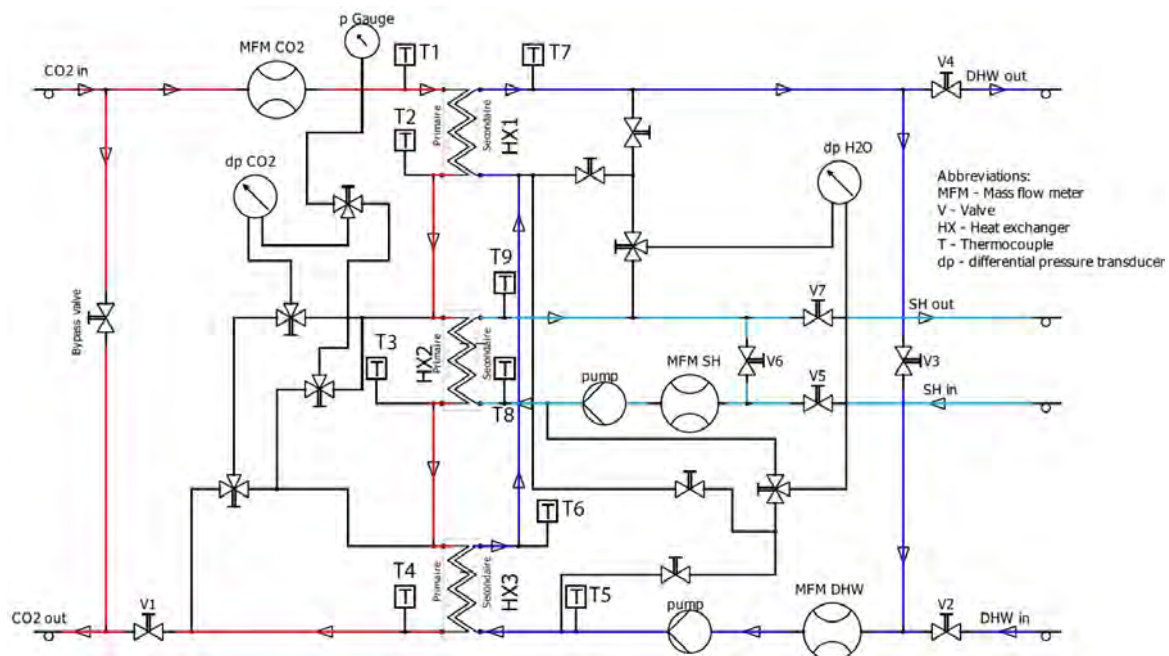 p Gauge
MFM CO2
T1
T7
V4
CO2 in
DHW out
T2
Primaire
Secondaire
HX1
dp CO2
dp H2O
Abbreviations:
MFM - Mass flow meter
V - Valve
HX - Heat exchanger
T - Thermocouple
dp - differential pressure transducer
T9
V7
SH out
Bypass valve
T3
HX2
Primaire
Secondaire
pump
MFM SH
V6
V5
V3
SH in
T8
T6
T4
Primaire
Secondaire
HX3
T5
pump
MFM DHW
CO2 out
V1
V2
DHW in
T
T
T
T
T
T
T
T
T